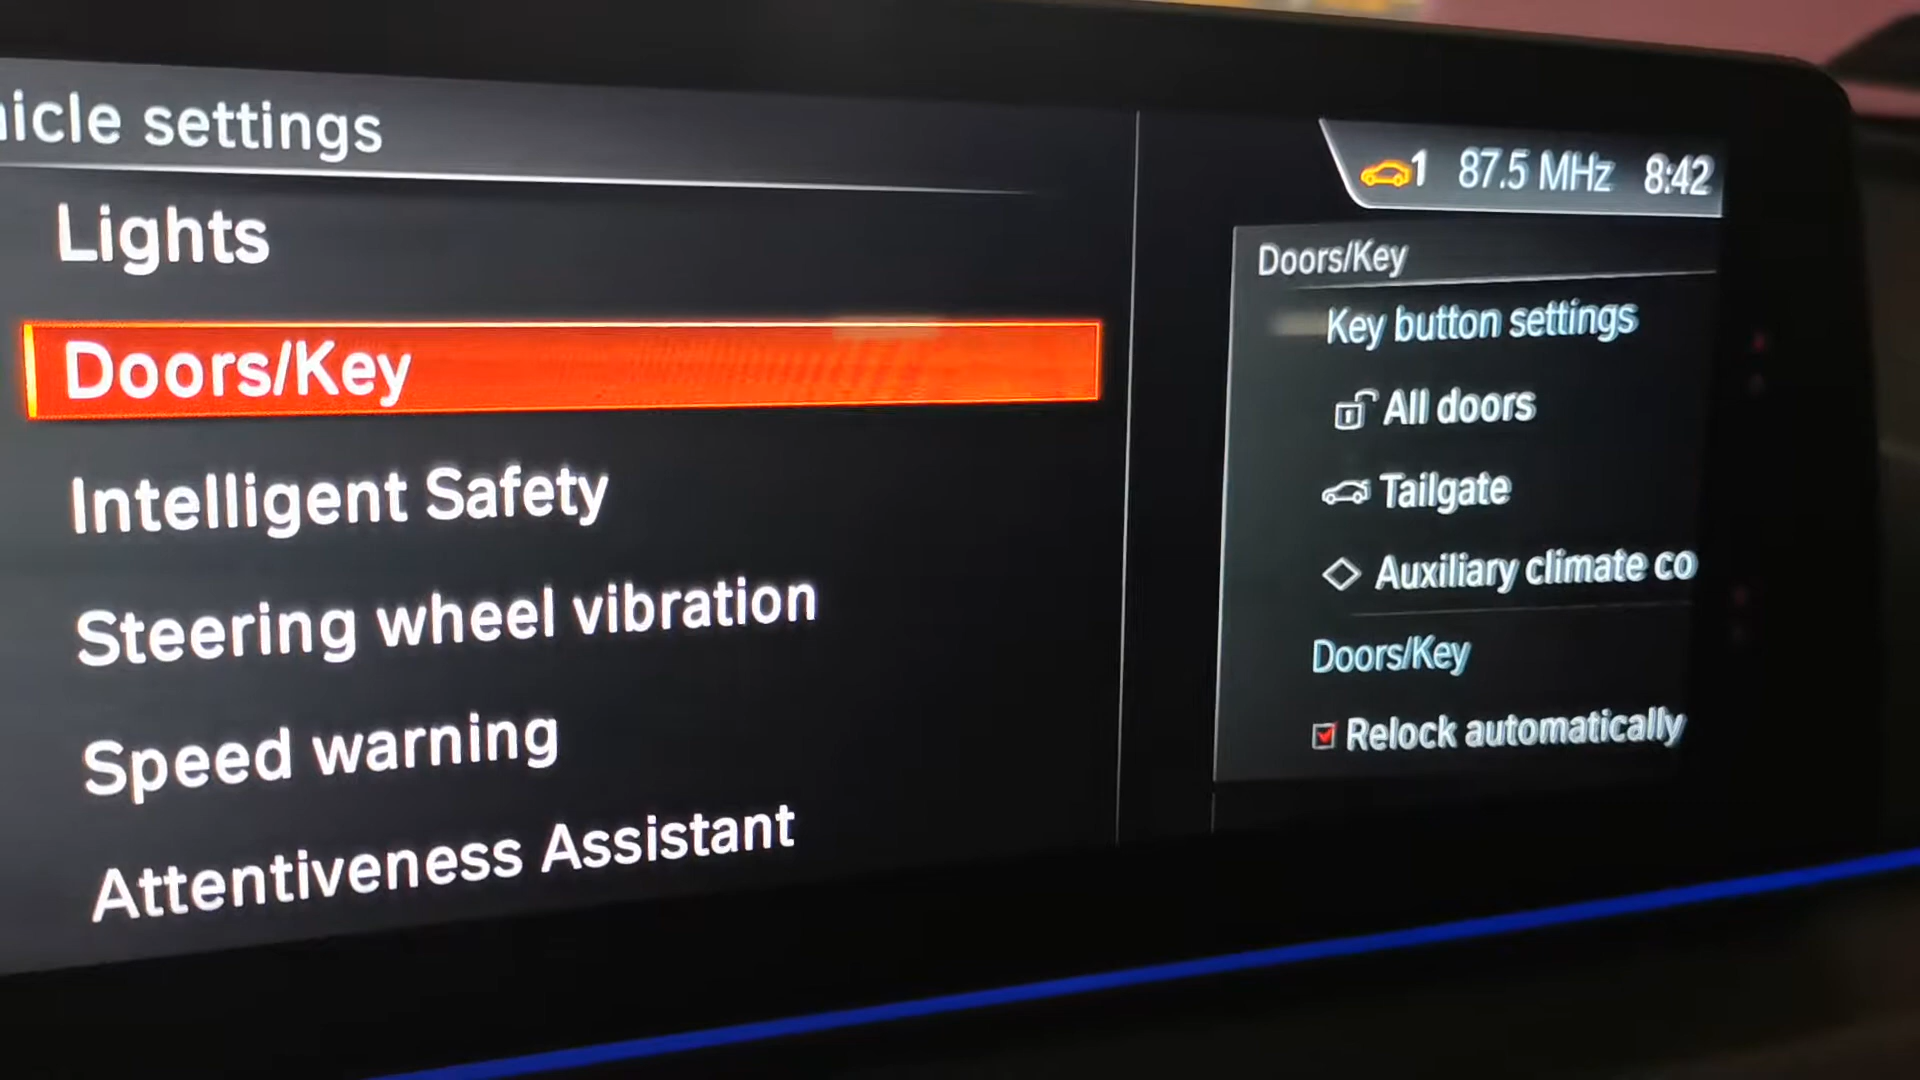 icle settings
Lights
Doors/Key
Intelligent Safety
Steering wheel vibration
Speed warning
Attentiveness Assistant
1 87.5 MHz 8:42
Doors/Key
Key button settings
All doors
Tailgate
Auxiliary climate co
Doors/Key
Relock automatically